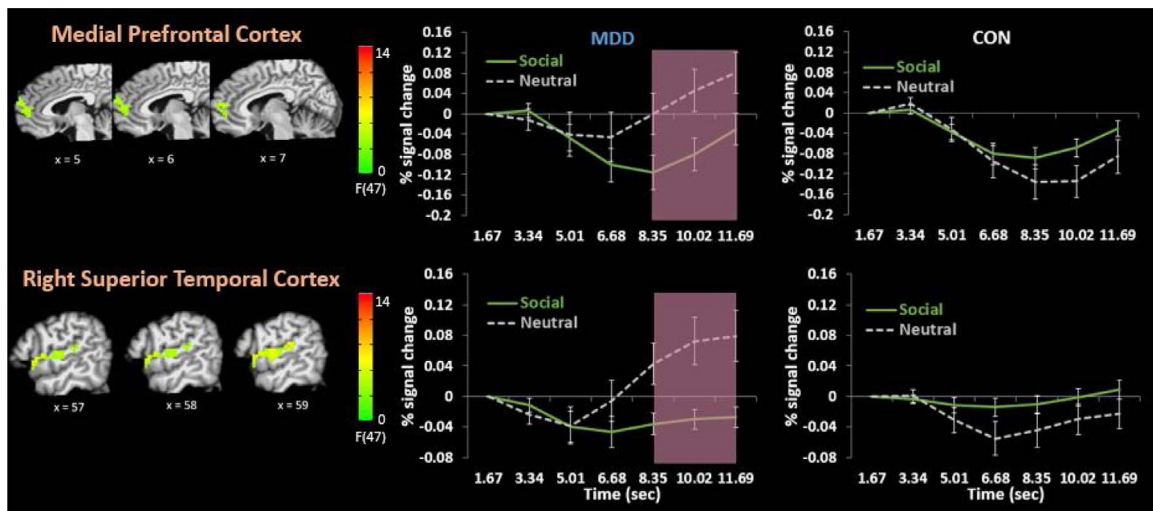 Medial Prefrontal Cortex
14
0
F(47)
x = 5
x = 6
x = 7
MDD
Social
Neutral
% signal change
0.16
0.12
0.08
0.04
0
-0.04
-0.08
-0.12
-0.16
-0.2
1.67 3.34 5.01 6.68 8.35 10.02 11.69
CON
Social
Neutral
% signal change
0.16
0.12
0.08
0.04
0
-0.04
-0.08
-0.12
-0.16
-0.2
1.67 3.34 5.01 6.68 8.35 10.02 11.69
Right Superior Temporal Cortex
14
0
F(47)
x = 57
x = 58
x = 59
Social
Neutral
% signal change
0.16
0.12
0.08
0.04
0
-0.04
-0.08
1.67 3.34 5.01 6.68 8.35 10.02 11.69
Time (sec)
Social
Neutral
% signal change
0.16
0.12
0.08
0.04
0
-0.04
-0.08
1.67 3.34 5.01 6.68 8.35 10.02 11.69
Time (sec)